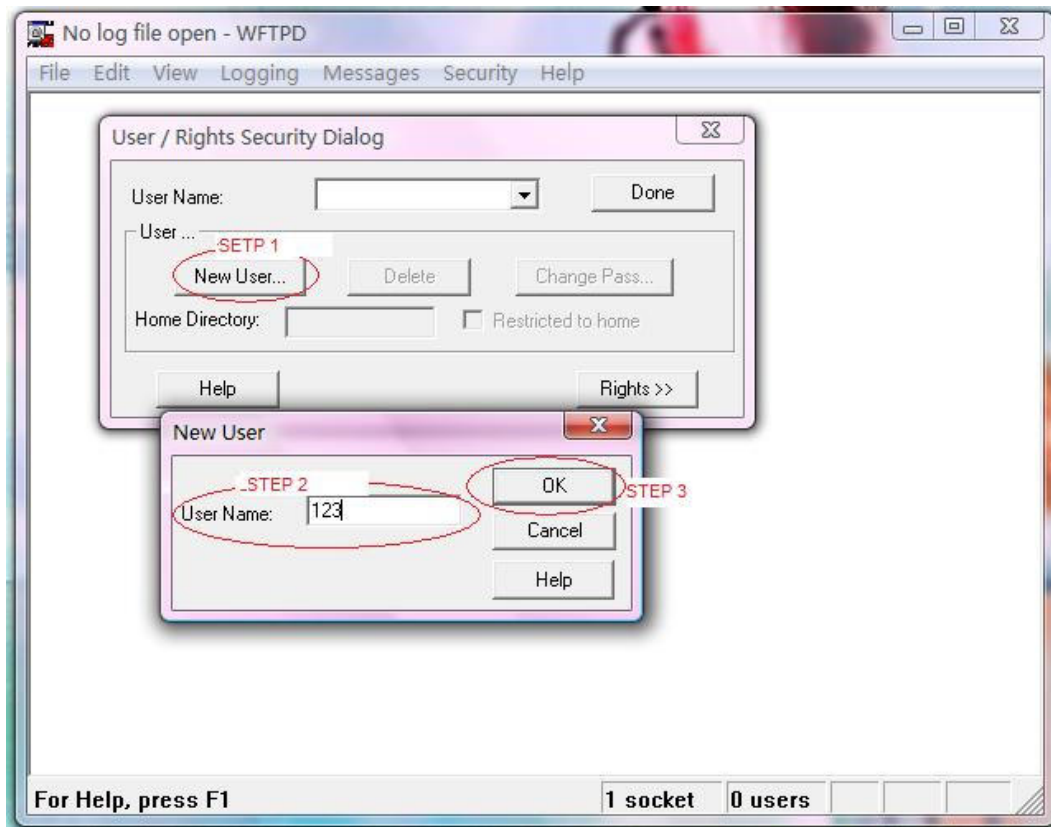 No log file open - WFTPD
File Edit View Logging Messages Security Help
User / Rights Security Dialog
User Name:
Done
User ...
SETP 1
New User...
Delete
Change Pass...
Home Directory:
Restricted to home
Help
Rights >>
New User
STEP 2
OK
STEP 3
User Name: 123
Cancel
Help
For Help, press F1
1 socket
0 users